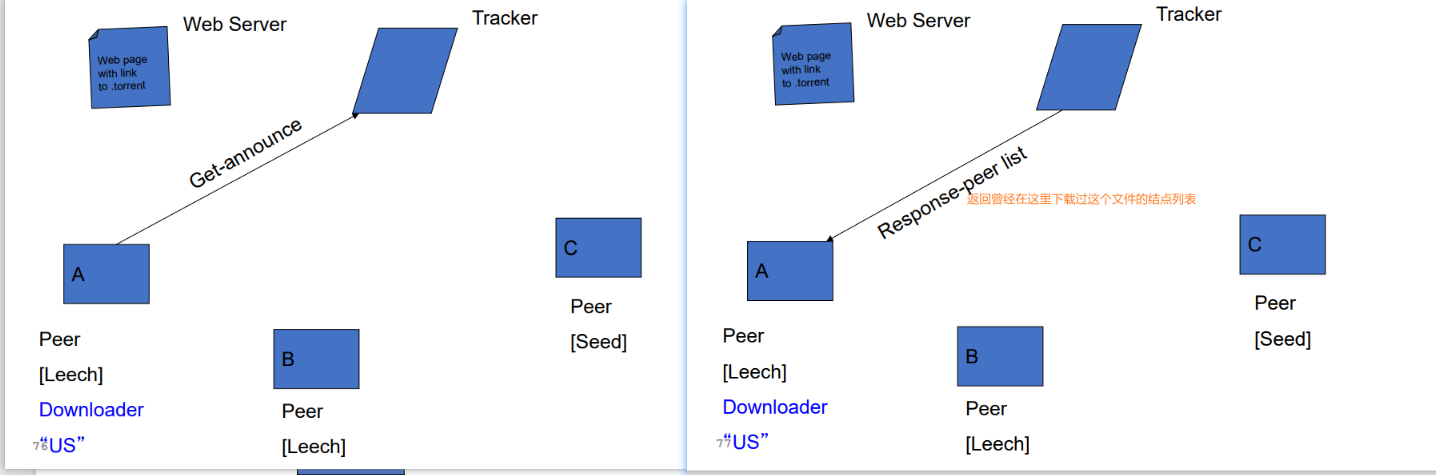 Web Server
Tracker
Web page
with link
to .torrent
Get-announce
A
C
Peer
[Seed]
Peer
[Leech]
Downloader
“US”
76
B
Peer
[Leech]
Web Server
Tracker
Web page
with link
to .torrent
Response-peer list
返回曾经在这里下载过这个文件的结点列表
A
C
Peer
[Seed]
Peer
[Leech]
Downloader
“US”
77
B
Peer
[Leech]